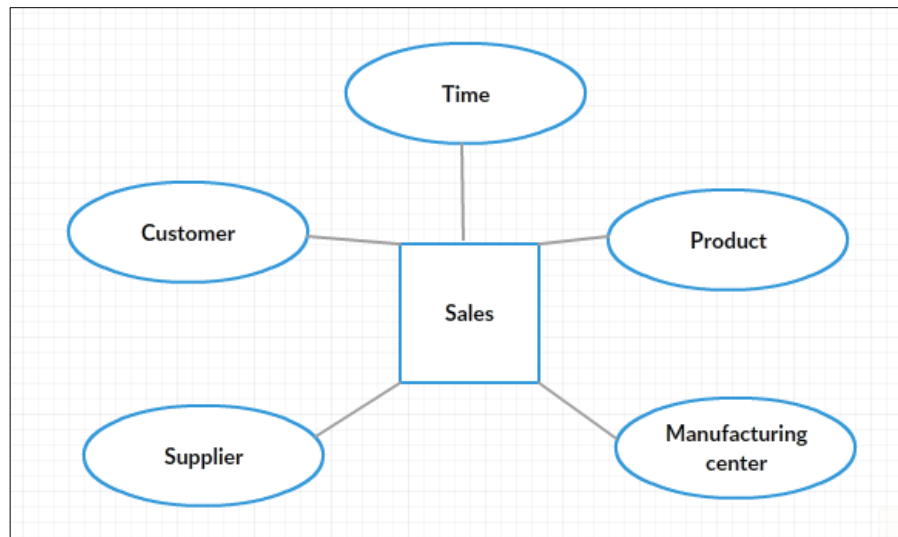 Time
Customer
Product
Sales
Supplier
Manufacturing
center